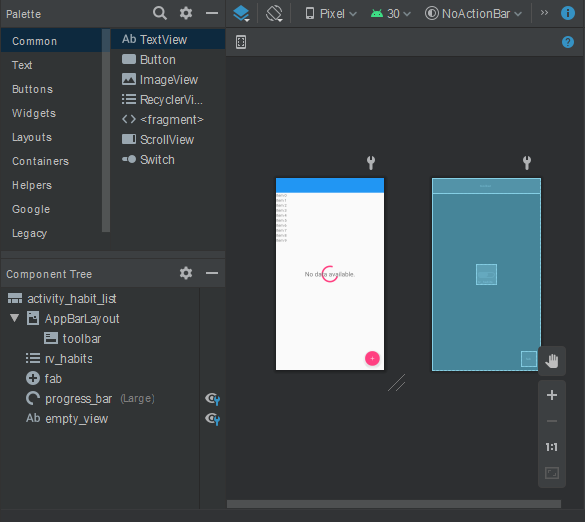 Palette
Pixel 30 NoActionBar
Common
Text
Buttons
Widgets
Layouts
Containers
Helpers
Google
Legacy
Ab TextView
Button
ImageView
RecyclerVi...
<fragment>
ScrollView
Switch
No data available.
Component Tree
activity_habit_list
AppBarLayout
toolbar
rv_habits
fab
progress_bar (Large)
Ab empty_view
1:1